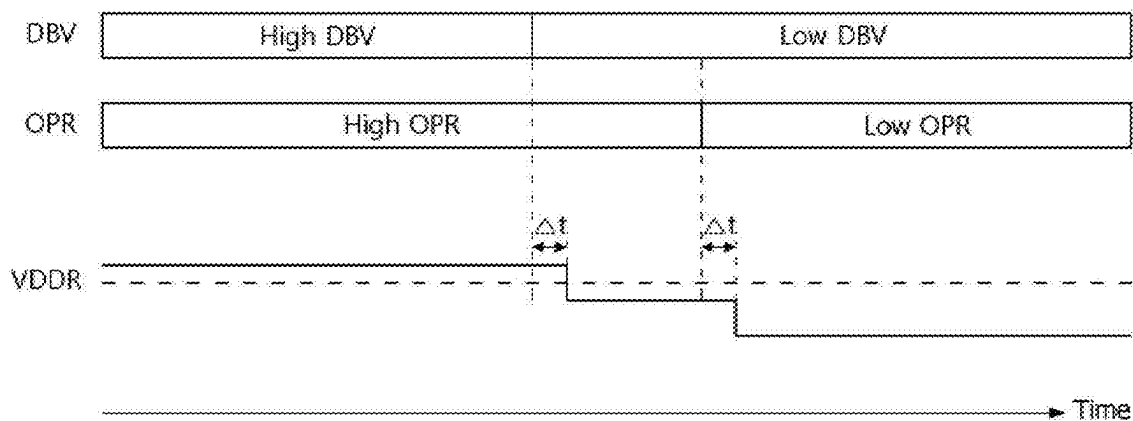 DBV High DBV Low DBV
OPR High OPR Low OPR
△t △t
VDDR
Time